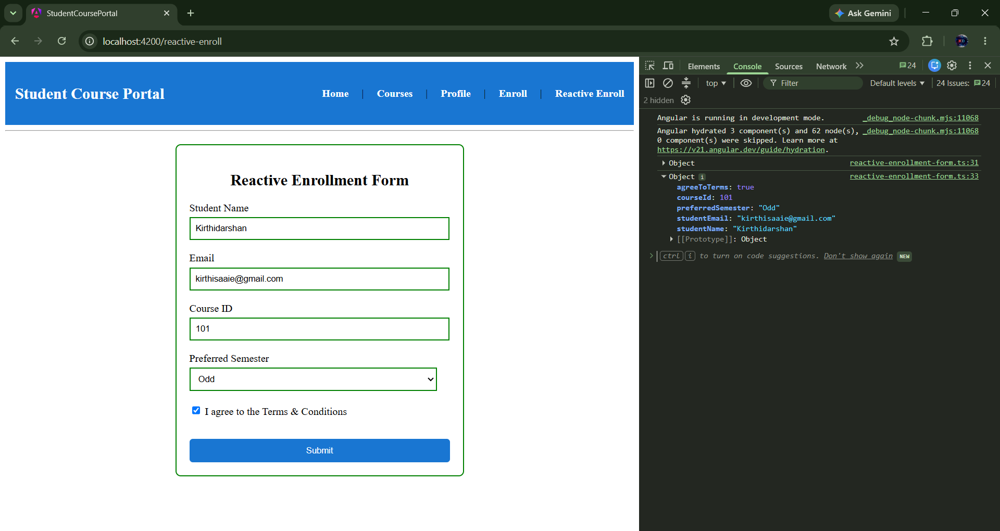 StudentCoursePortal
Ask Gemini
localhost:4200/reactive-enroll
Student Course Portal
Home | Courses | Profile | Enroll | Reactive Enroll
Reactive Enrollment Form
Student Name
Kirthidarshan
Email
kirthisaaie@gmail.com
Course ID
101
Preferred Semester
Odd
I agree to the Terms & Conditions
Submit
Elements Console Sources Network 24
top Filter Default levels 24 Issues: 24
2 hidden
Angular is running in development mode. _debug_node-chunk.mjs:11068
Angular hydrated 3 component(s) and 62 node(s), _debug_node-chunk.mjs:11068
0 component(s) were skipped. Learn more at
https://v21.angular.dev/guide/hydration.
Object reactive-enrollment-form.ts:31
Object i reactive-enrollment-form.ts:33
agreeToTerms: true
courseId: 101
preferredSemester: "Odd"
studentEmail: "kirthisaaie@gmail.com"
studentName: "Kirthidarshan"
[[Prototype]]: Object
ctrl i to turn on code suggestions. Don't show again NEW